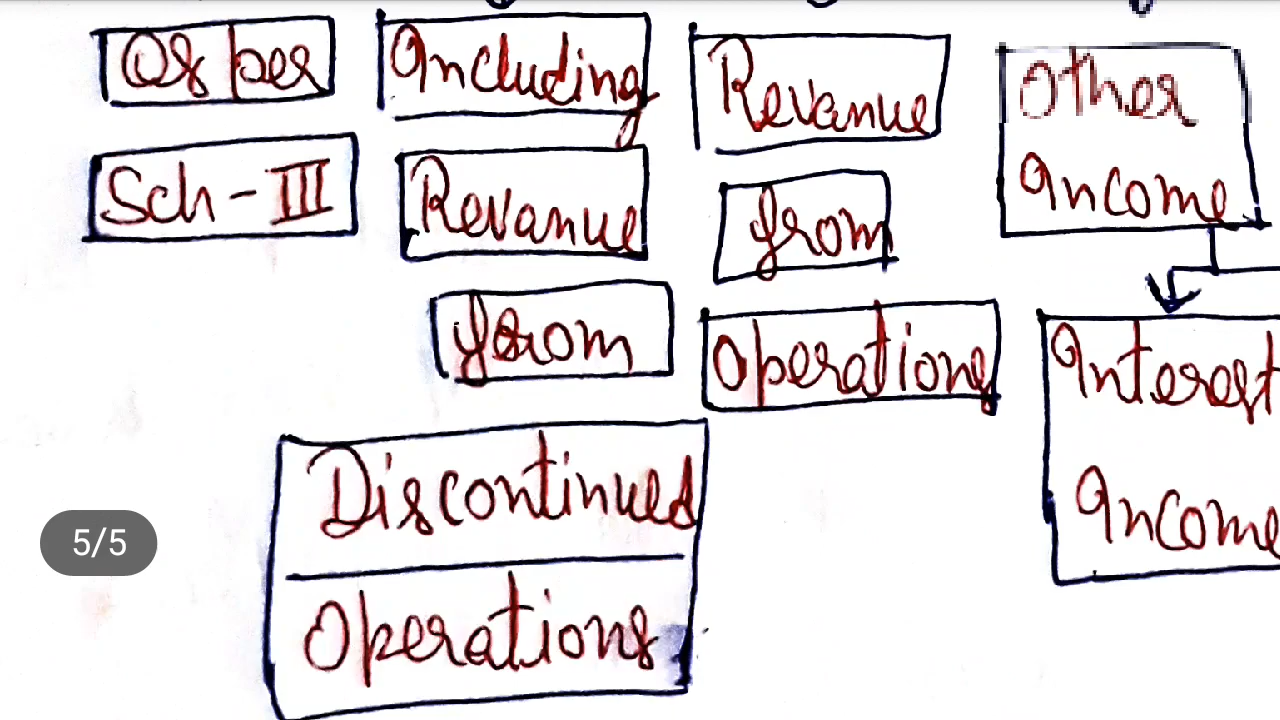 As per
Sch-III
Including
Revanue
from
Discontinued
Operations
Revanue
from
Operations
Other
Income
Interest
Income
5/5